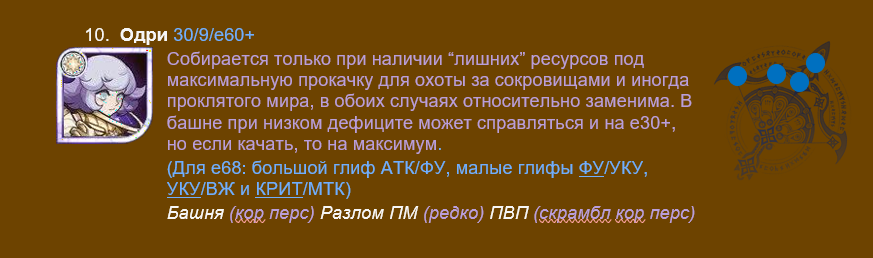 10. Одри 30/9/е60+
Собирается только при наличии “лишних” ресурсов под
максимальную прокачку для охоты за сокровищами и иногда
проклятого мира, в обоих случаях относительно заменима. В
башне при низком дефиците может справляться и на е30+,
но если качать, то на максимум.
(Для е68: большой глиф АТК/ФУ, малые глифы ФУ/УКУ,
УКУ/ВЖ и КРИТ/МТК)
Башня (кор перс) Разлом ПМ (редко) ПВП (скрамбл кор перс)